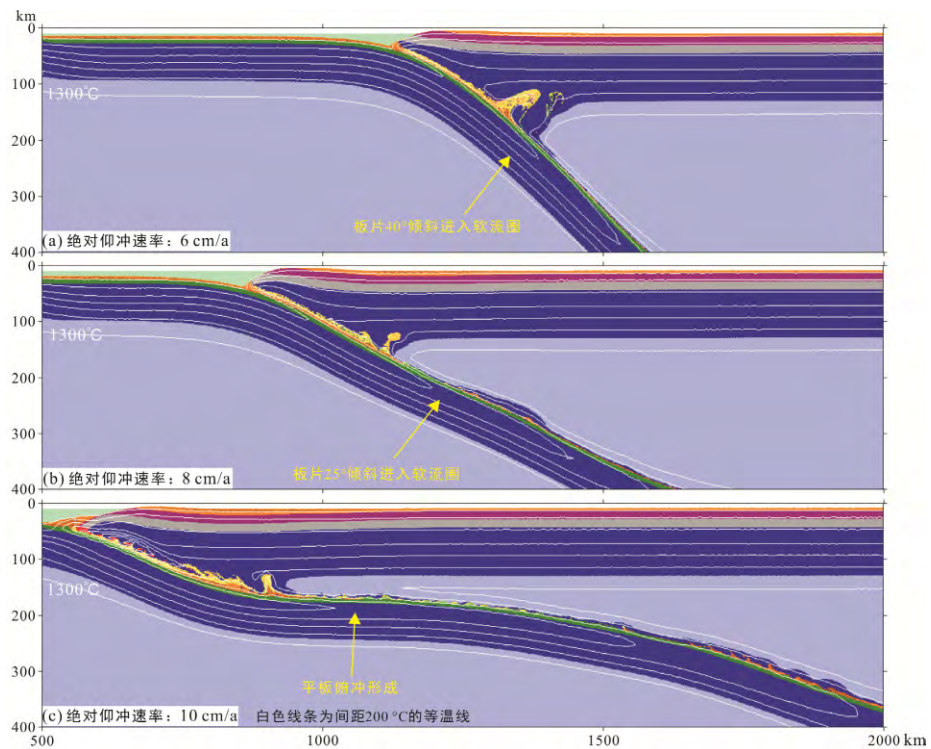 km
0
100
1300℃
200
300
板片40°倾斜进入软流圈
(a) 绝对仰冲速率：6 cm/a
400
0
100
1300℃
200
300
板片25°倾斜进入软流圈
(b) 绝对仰冲速率：8 cm/a
400
0
100
1300℃
200
300
平板俯冲形成
(c) 绝对仰冲速率：10 cm/a 白色线条为间距200 °C的等温线
400
500 1000 1500 2000 km